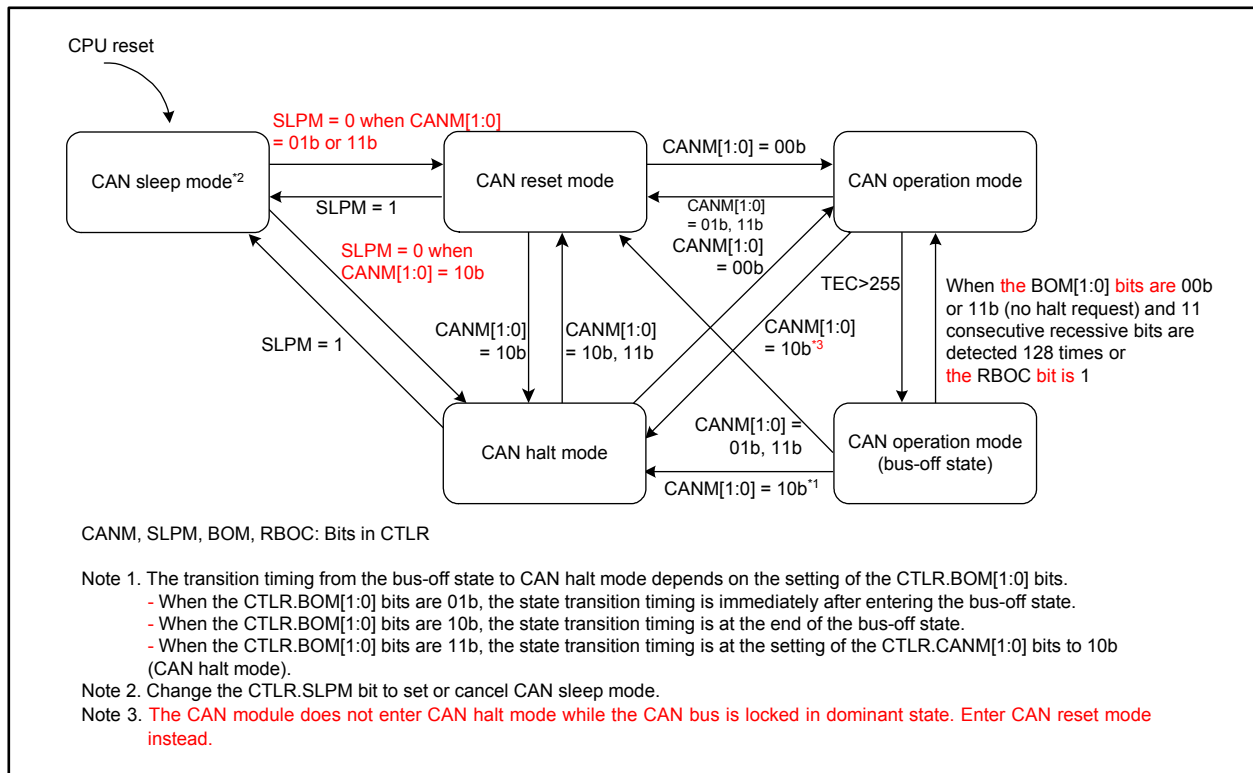 CPU reset
SLPM = 0 when CANM[1:0]
= 01b or 11b
CAN sleep mode*2
CAN reset mode
CANM[1:0] = 00b
CAN operation mode
SLPM = 1
CANM[1:0]
= 01b, 11b
SLPM = 0 when
CANM[1:0] = 10b
CANM[1:0]
= 00b
TEC>255
When the BOM[1:0] bits are 00b
or 11b (no halt request) and 11
consecutive recessive bits are
detected 128 times or
the RBOC bit is 1
SLPM = 1
CANM[1:0]
= 10b
CANM[1:0]
= 10b, 11b
CANM[1:0]
= 10b*3
CAN halt mode
CANM[1:0] =
01b, 11b
CAN operation mode
(bus-off state)
CANM[1:0] = 10b*1
CANM, SLPM, BOM, RBOC: Bits in CTLR
Note 1. The transition timing from the bus-off state to CAN halt mode depends on the setting of the CTLR.BOM[1:0] bits.
- When the CTLR.BOM[1:0] bits are 01b, the state transition timing is immediately after entering the bus-off state.
- When the CTLR.BOM[1:0] bits are 10b, the state transition timing is at the end of the bus-off state.
- When the CTLR.BOM[1:0] bits are 11b, the state transition timing is at the setting of the CTLR.CANM[1:0] bits to 10b
(CAN halt mode).
Note 2. Change the CTLR.SLPM bit to set or cancel CAN sleep mode.
Note 3. The CAN module does not enter CAN halt mode while the CAN bus is locked in dominant state. Enter CAN reset mode
instead.